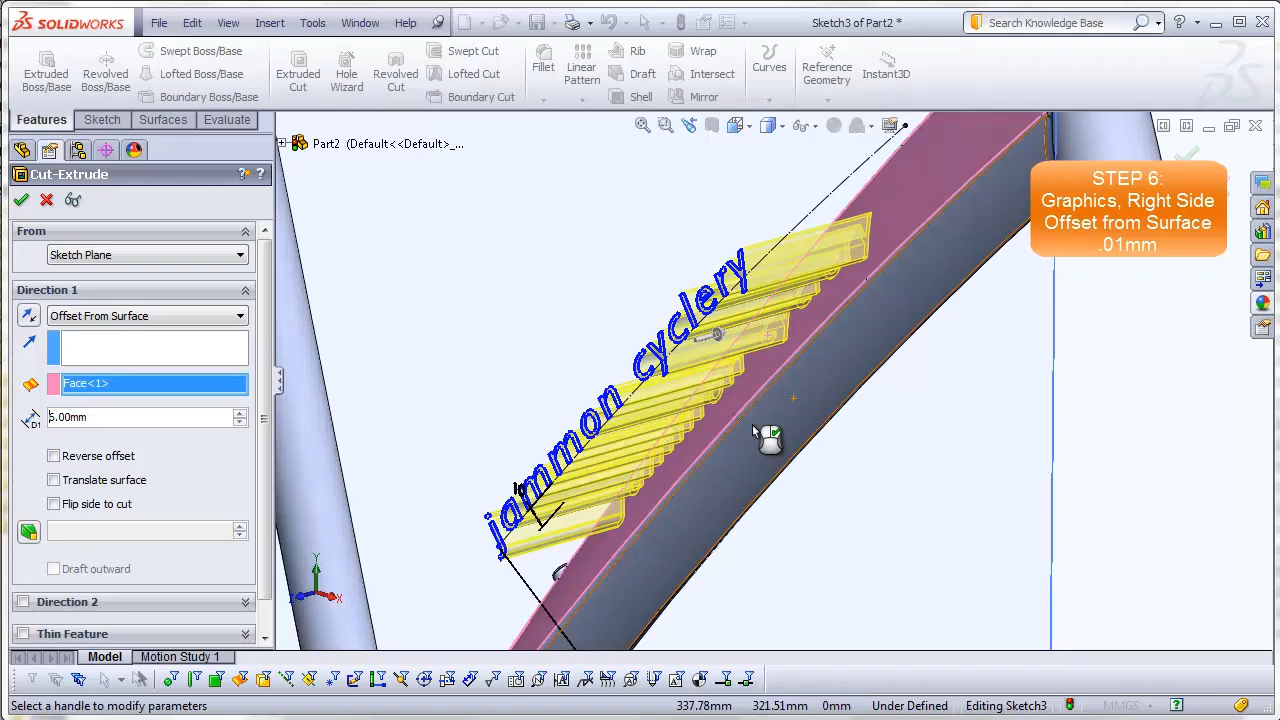 SOLIDWORKS
File Edit View Insert Tools Window Help
Sketch3 of Part2 *
Search Knowledge Base
Extruded Boss/Base
Revolved Boss/Base
Swept Boss/Base
Lofted Boss/Base
Boundary Boss/Base
Extruded Cut
Hole Wizard
Revolved Cut
Swept Cut
Lofted Cut
Boundary Cut
Fillet
Linear Pattern
Rib
Draft
Shell
Wrap
Intersect
Mirror
Curves
Reference Geometry
Instant3D
Features Sketch Surfaces Evaluate
Part2 (Default<<Default>_...
Cut-Extrude
From
Sketch Plane
Direction 1
Offset From Surface
Face<1>
5.00mm
D1
Reverse offset
Translate surface
Flip side to cut
Draft outward
Direction 2
Thin Feature
STEP 6:
Graphics, Right Side
Offset from Surface
.01mm
jammon cyclery
Y
X
Model Motion Study 1
Select a handle to modify parameters
337.78mm 321.51mm 0mm Under Defined Editing Sketch3 MMGS